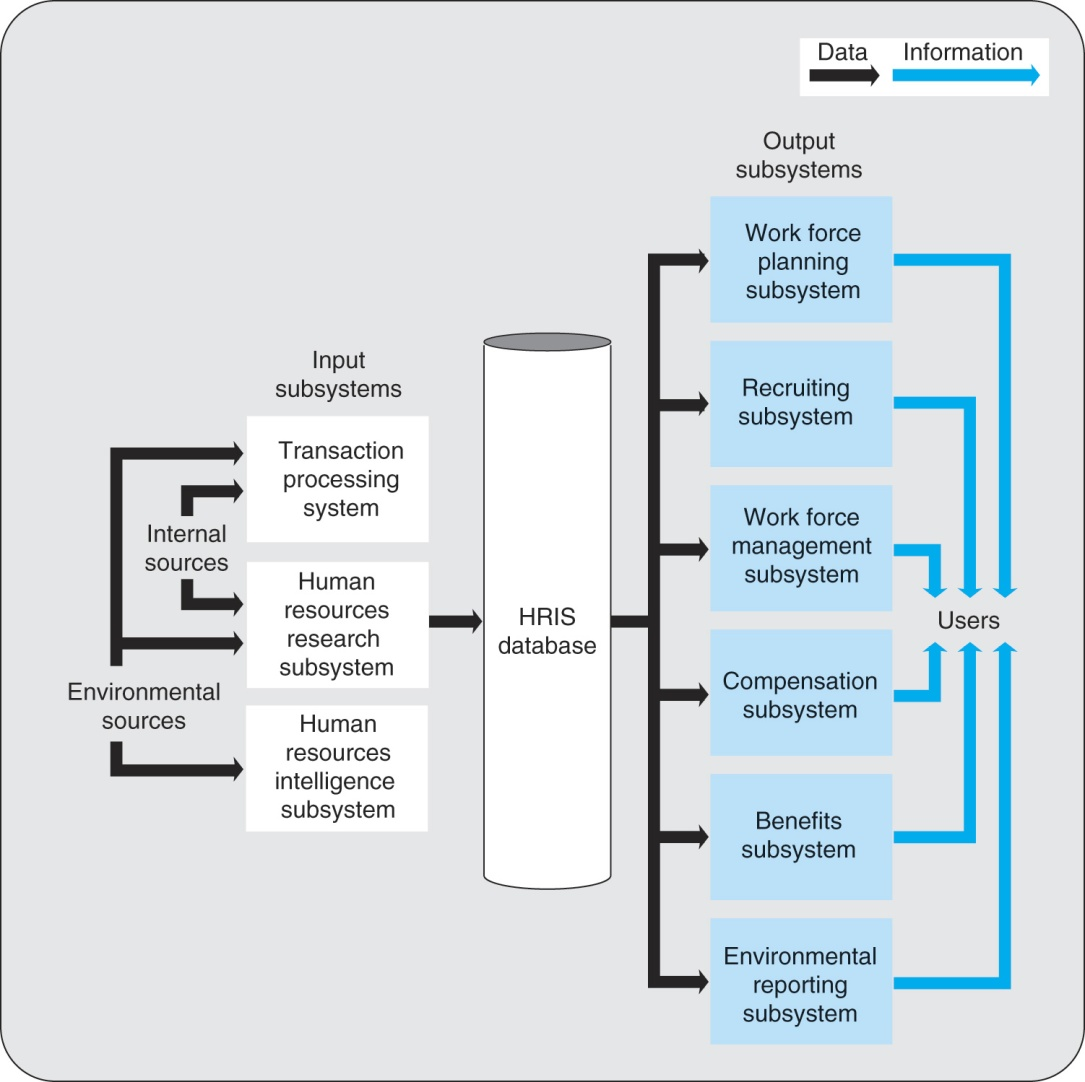 Data
Information
Output
subsystems
Work force
planning
subsystem
Recruiting
subsystem
Work force
management
subsystem
Compensation
subsystem
Benefits
subsystem
Environmental
reporting
subsystem
Users
Input
subsystems
Transaction
processing
system
Human
resources
research
subsystem
Human
resources
intelligence
subsystem
Internal
sources
Environmental
sources
HRIS
database